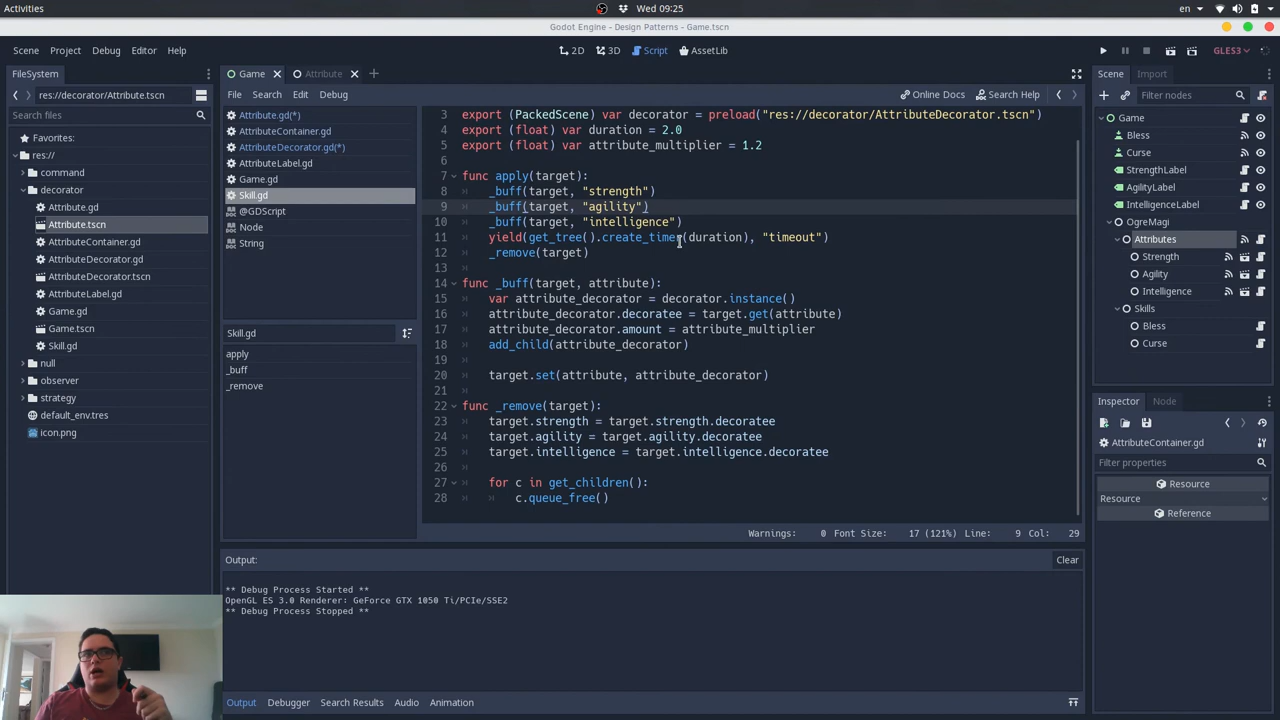 Activities
Wed 09:25
en
Godot Engine - Design Patterns - Game.tscn
Scene Project Debug Editor Help
2D 3D Script AssetLib
GLES3
FileSystem
res://decorator/Attribute.tscn
Search files
Favorites:
res://
command
decorator
Attribute.gd
Attribute.tscn
AttributeContainer.gd
AttributeDecorator.gd
AttributeDecorator.tscn
AttributeLabel.gd
Game.gd
Game.tscn
Skill.gd
null
observer
strategy
default_env.tres
icon.png
Game Attribute
File Search Edit Debug
Online Docs Search Help
Attribute.gd(*)
AttributeContainer.gd
AttributeDecorator.gd(*)
AttributeLabel.gd
Game.gd
Skill.gd
@GDScript
Node
String
Skill.gd
apply
_buff
_remove
3 export (PackedScene) var decorator = preload("res://decorator/AttributeDecorator.tscn")
4 export (float) var duration = 2.0
5 export (float) var attribute_multiplier = 1.2
6
7 func apply(target):
8 _buff(target, "strength")
9 _buff(target, "agility")
10 _buff(target, "intelligence")
11 yield(get_tree().create_timer(duration), "timeout")
12 _remove(target)
13
14 func _buff(target, attribute):
15 var attribute_decorator = decorator.instance()
16 attribute_decorator.decoratee = target.get(attribute)
17 attribute_decorator.amount = attribute_multiplier
18 add_child(attribute_decorator)
19
20 target.set(attribute, attribute_decorator)
21
22 func _remove(target):
23 target.strength = target.strength.decoratee
24 target.agility = target.agility.decoratee
25 target.intelligence = target.intelligence.decoratee
26
27 for c in get_children():
28 c.queue_free()
Warnings: 0 Font Size: 17 (121%) Line: 9 Col: 29
Output:
Clear
** Debug Process Started **
OpenGL ES 3.0 Renderer: GeForce GTX 1050 Ti/PCIe/SSE2
** Debug Process Stopped **
Output Debugger Search Results Audio Animation
Scene Import
Filter nodes
Game
Bless
Curse
StrengthLabel
AgilityLabel
IntelligenceLabel
OgreMagi
Attributes
Strength
Agility
Intelligence
Skills
Bless
Curse
Inspector Node
AttributeContainer.gd
Filter properties
Resource
Resource
Reference